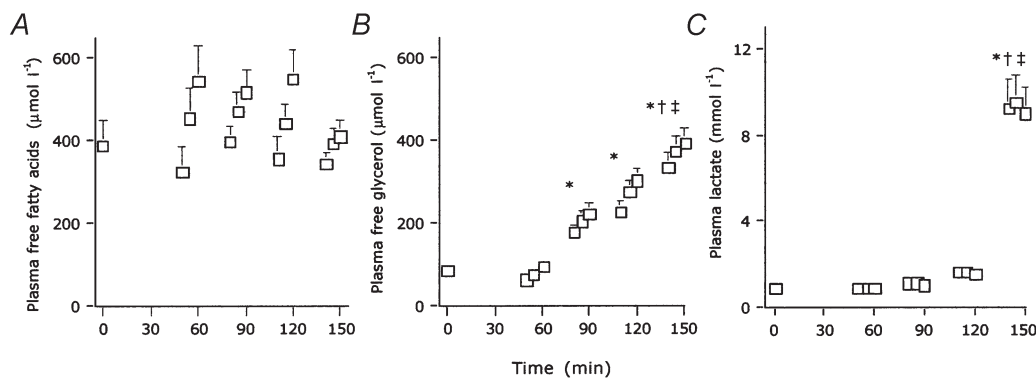 A
B
C
Plasma free fatty acids (μmol l⁻¹)
600
400
200
0
0 30 60 90 120 150
Plasma free glycerol (μmol l⁻¹)
600
400
200
0
*
*
*†‡
0 30 60 90 120 150
Plasma lactate (mmol l⁻¹)
12
8
4
0
*†‡
0 30 60 90 120 150
Time (min)